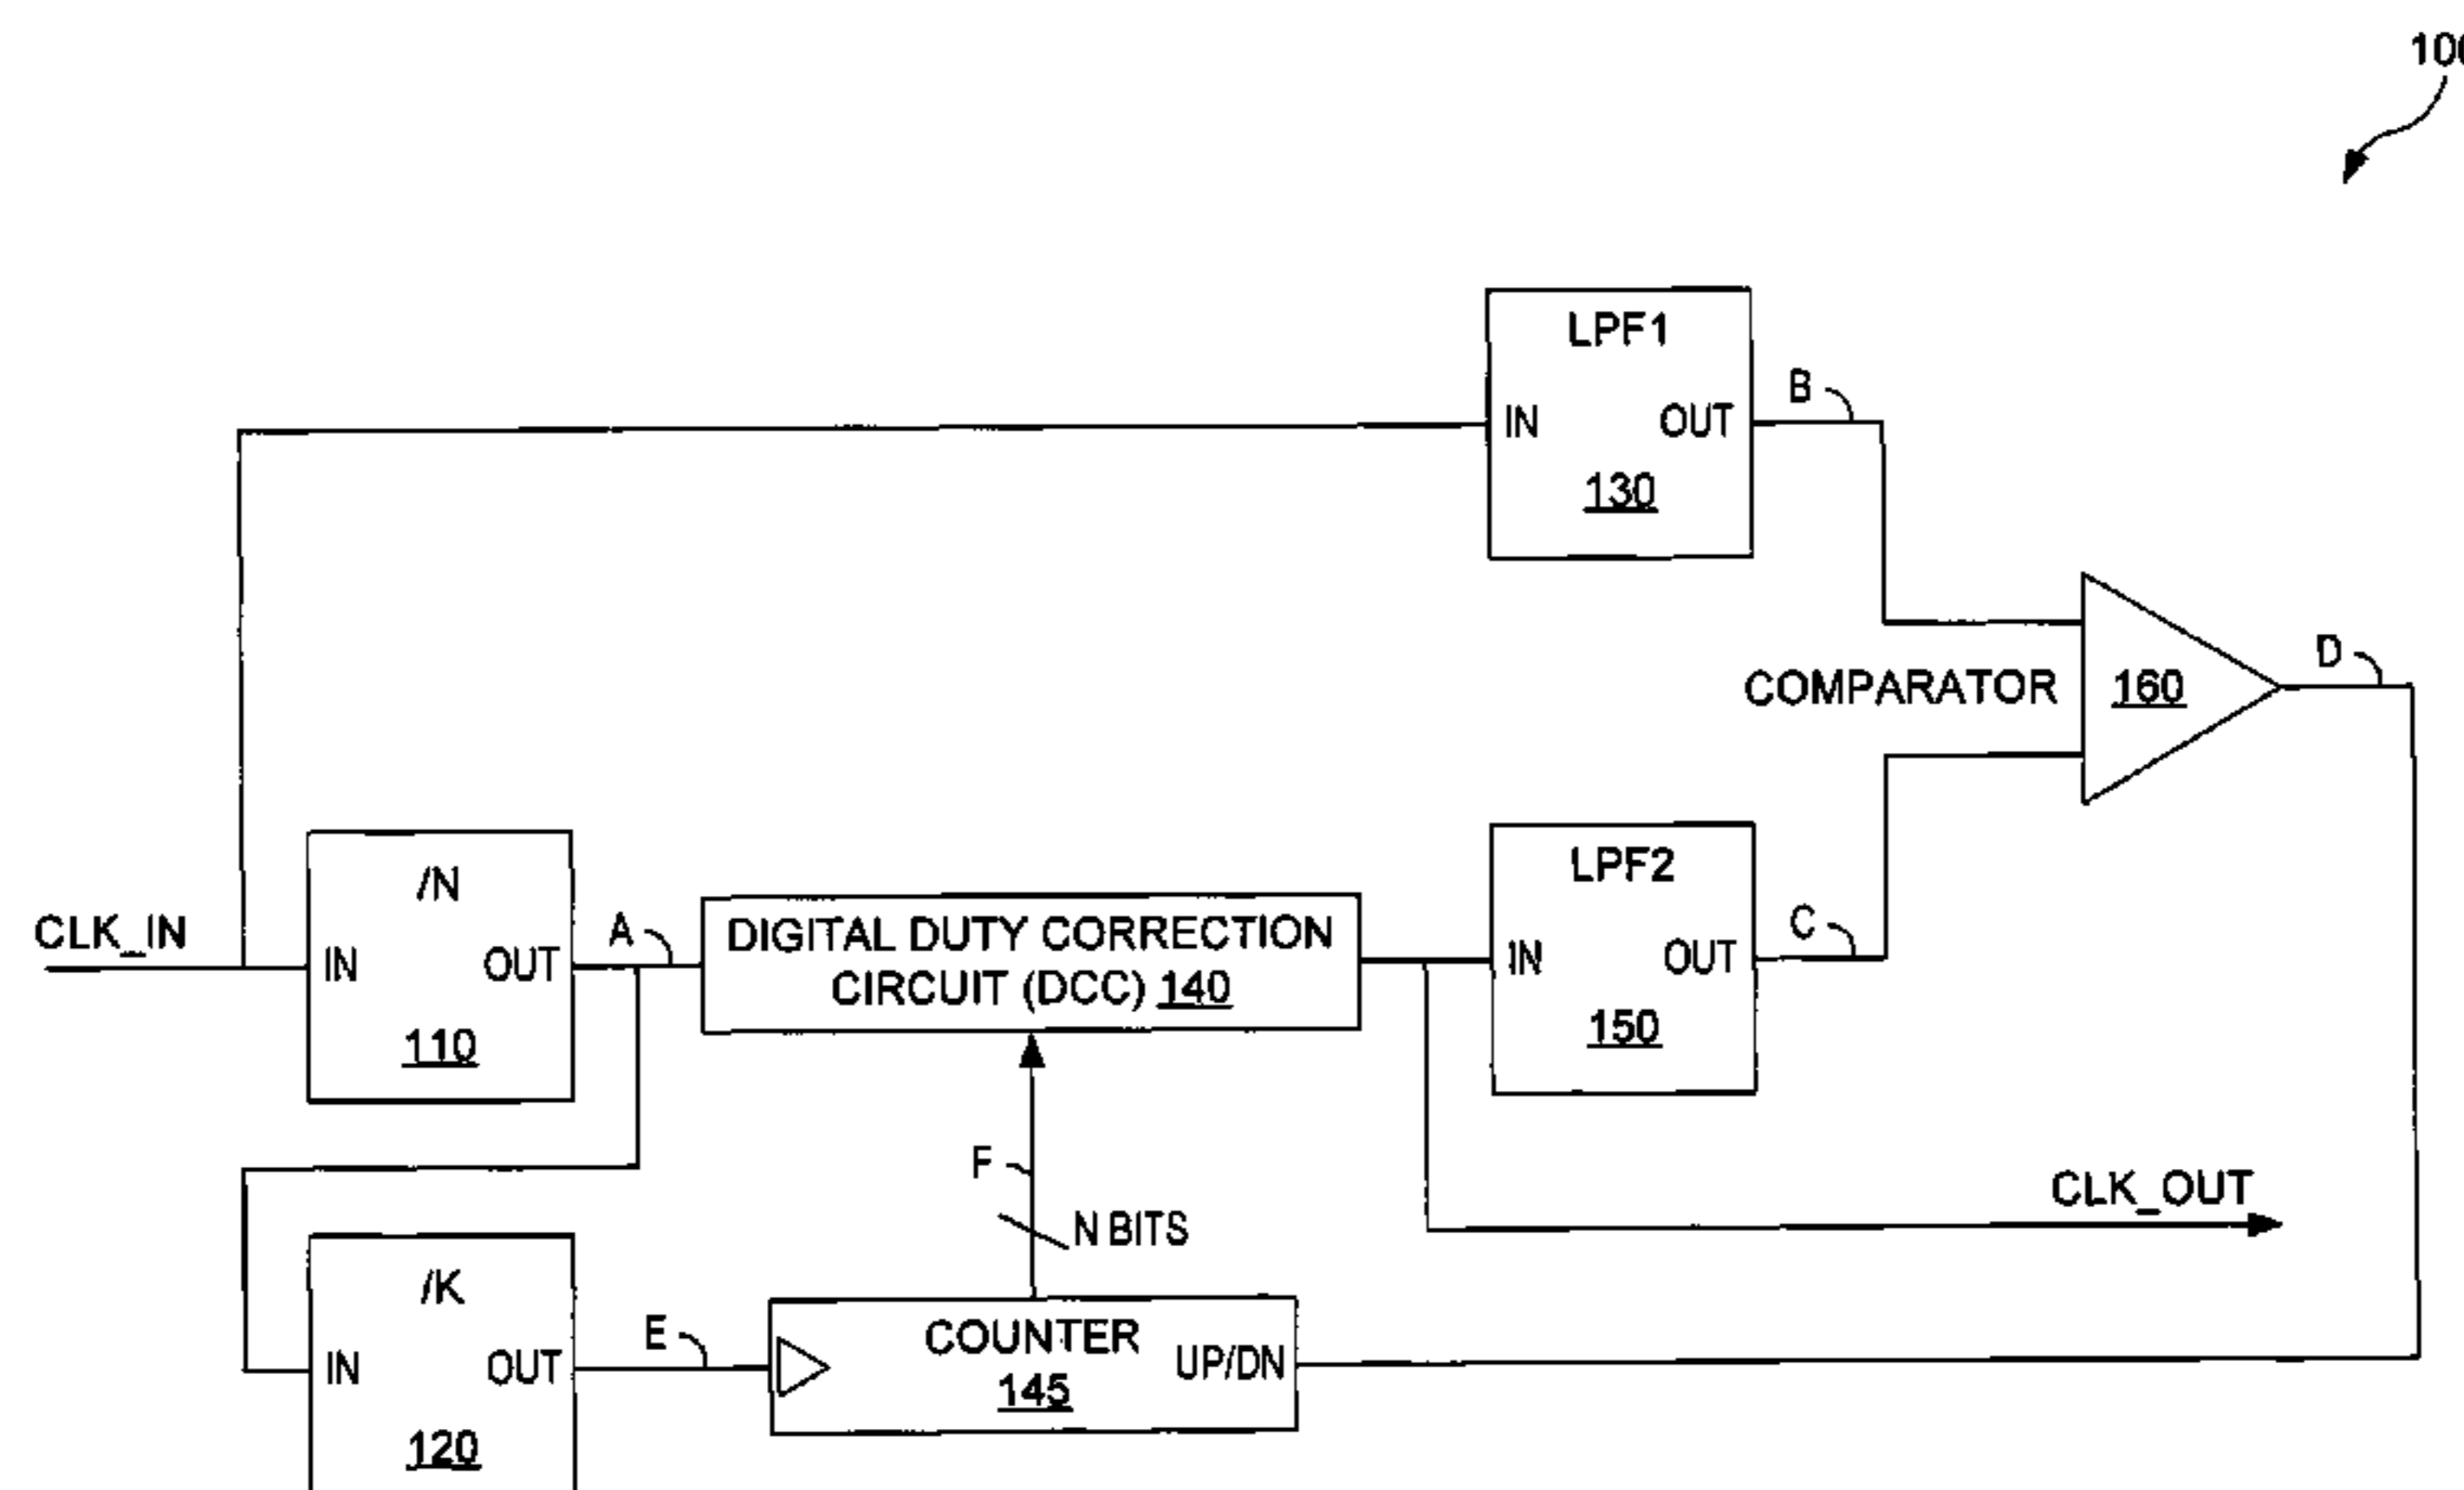 LPF1
B
IN OUT
130
COMPARATOR 160
D
/N
LPF2
CLK_IN
IN OUT
A
DIGITAL DUTY CORRECTION
CIRCUIT (DCC) 140
IN OUT
C
110
150
F
N BITS
CLK_OUT
/K
E
COUNTER
IN OUT
UP/DN
145
120